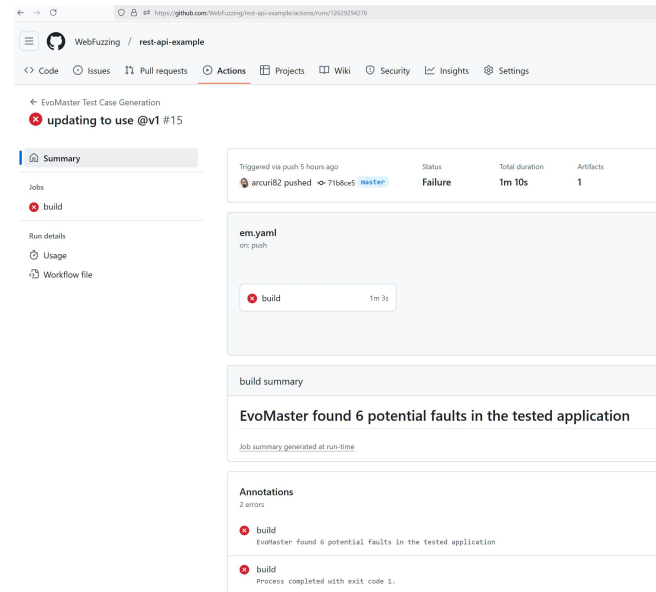 https://github.com/WebFuzzing/rest-api-example/actions/runs/12629294276
WebFuzzing / rest-api-example
<> Code Issues Pull requests Actions Projects Wiki Security Insights Settings
← EvoMaster Test Case Generation
updating to use @v1 #15
Summary
Jobs
build
Run details
Usage
Workflow file
Triggered via push 5 hours ago Status Total duration Artifacts
arcuri82 pushed 71b8ce5 master Failure 1m 10s 1
em.yaml
on: push
build 1m 3s
build summary
EvoMaster found 6 potential faults in the tested application
Job summary generated at run-time
Annotations
2 errors
build
EvoMaster found 6 potential faults in the tested application
build
Process completed with exit code 1.